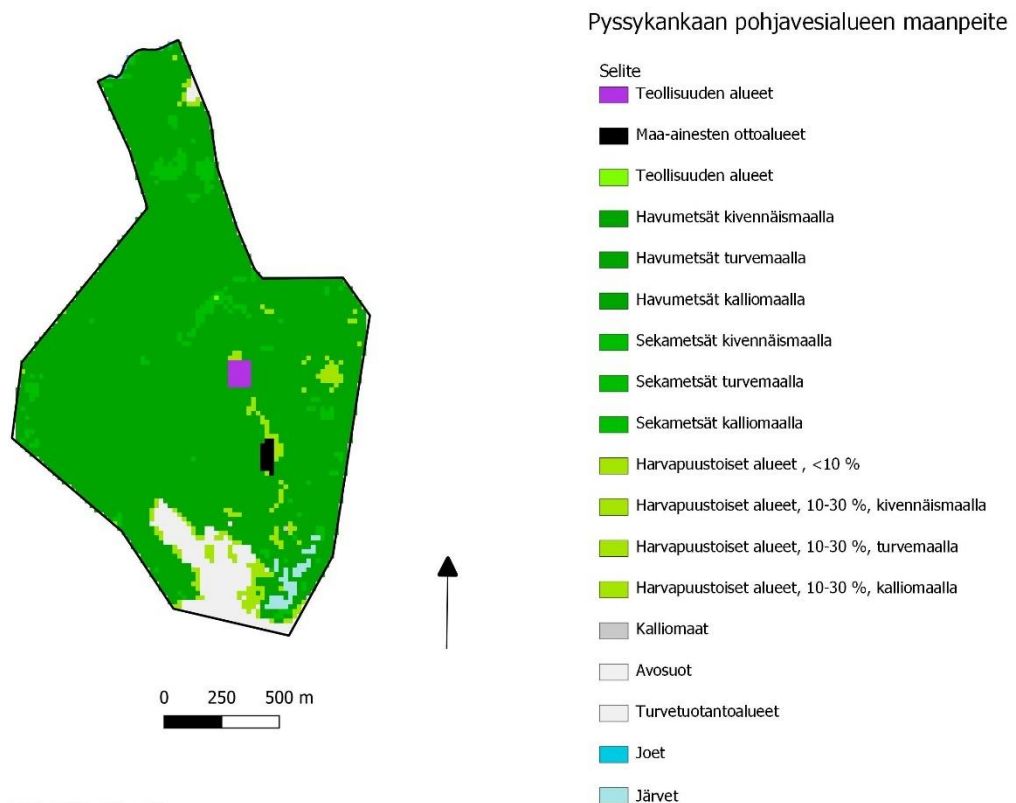 Pyssykankaan pohjavesialueen maanpeite
Selite
Teollisuuden alueet
Maa-ainesten ottoalueet
Teollisuuden alueet
Havumetsät kivennäismaalla
Havumetsät turvemaalla
Havumetsät kalliomaalla
Sekametsät kivennäismaalla
Sekametsät turvemaalla
Sekametsät kalliomaalla
Harvapuustoiset alueet , <10 %
Harvapuustoiset alueet, 10-30 %, kivennäismaalla
Harvapuustoiset alueet, 10-30 %, turvemaalla
Harvapuustoiset alueet, 10-30 %, kalliomaalla
Kalliomaat
Avosuot
Turvetuotantoalueet
Joet
Järvet
0 250 500 m